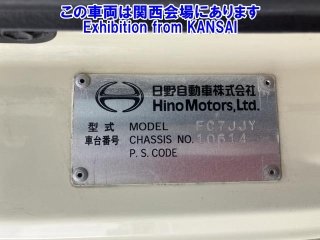 この車両は関西会場にあります
Exhibition from KANSAI
日野自動車株式会社
Hino Motors, Ltd.
型式 MODEL FC7JJY
車台番号 CHASSIS NO. 10614
P. S. CODE